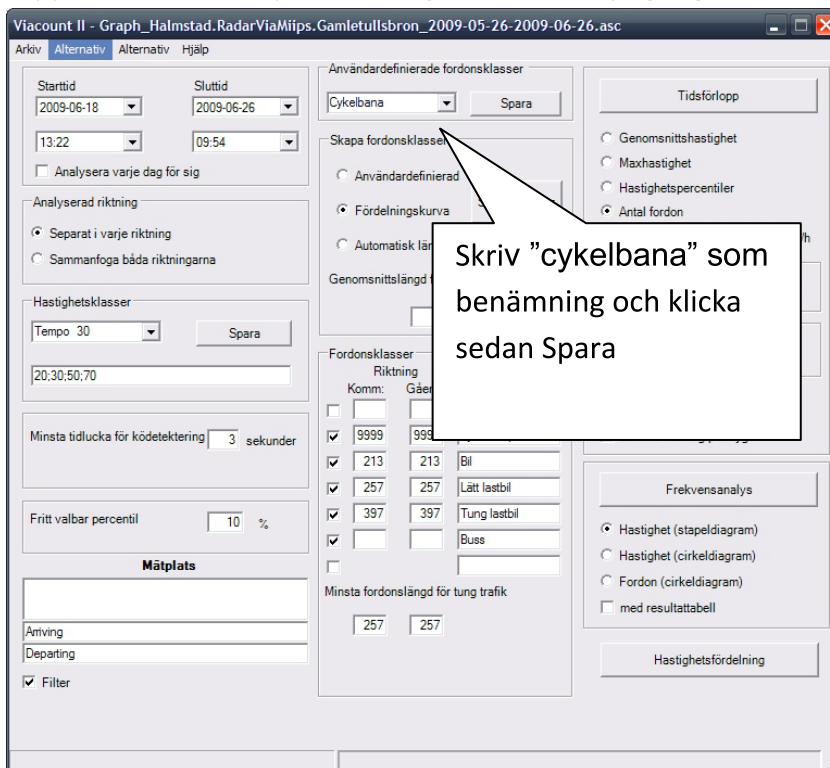 Viacount II - Graph_Halmstad.RadarViaMiips.Gamletullsbron_2009-05-26-2009-06-26.asc
Arkiv Alternativ Alternativ Hjälp
Starttid Sluttid
2009-06-18 2009-06-26
13:22 09:54
Analysera varje dag för sig
Analyserad riktning
Separat i varje riktning
Sammanfoga båda riktningarna
Hastighetsklasser
Tempo 30 Spara
20;30;50;70
Minsta tidlucka för ködetektering 3 sekunder
Fritt valbar percentil 10 %
Mätplats
Arriving
Departing
Filter
Användardefinierade fordonsklasser
Cykelbana Spara
Skapa fordonsklasser
Användardefinierad
Fördelningskurva
Automatisk
Genomsnittslängd
Fordonsklasser
Riktning
Komm:
9999
213 213 Bil
257 257 Lätt lastbil
397 397 Tung lastbil
Buss
Minsta fordonslängd för tung trafik
257 257
Skriv ”cykelbana” som
benämning och klicka
sedan Spara
Tidsförlopp
Genomsnittshastighet
Maxhastighet
Hastighetspercentiler
Antal fordon
Frekvensanalys
Hastighet (stapeldiagram)
Hastighet (cirkeldiagram)
Fordon (cirkeldiagram)
med resultattabell
Hastighetsfördelning